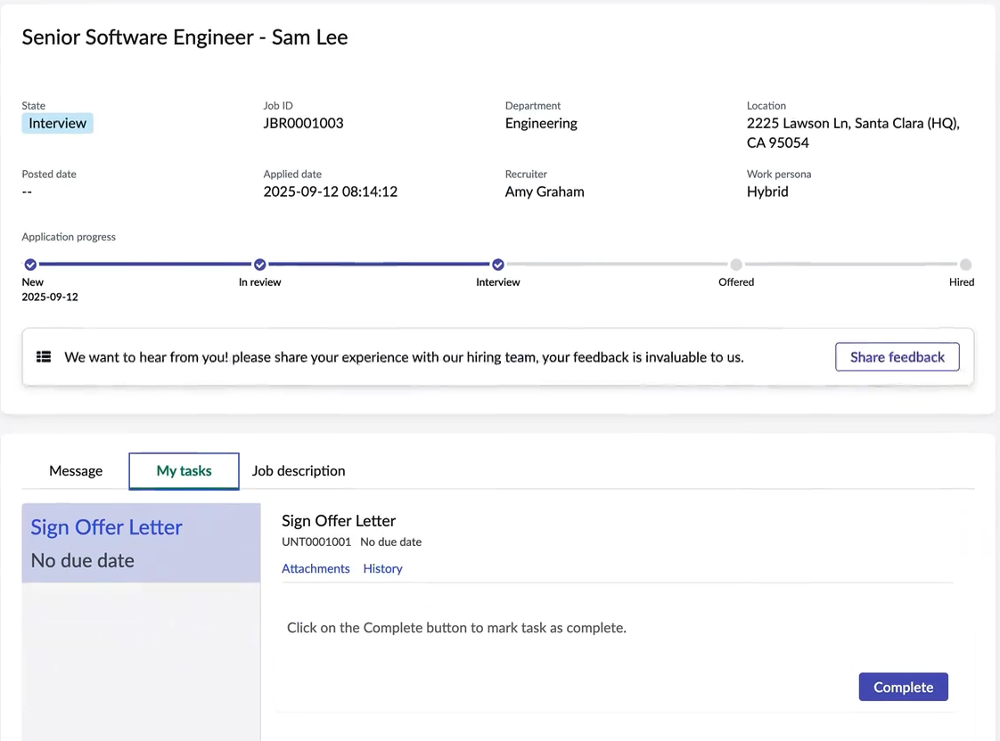 Senior Software Engineer - Sam Lee
State
Interview
Job ID
JBR0001003
Department
Engineering
Location
2225 Lawson Ln, Santa Clara (HQ),
CA 95054
Posted date
--
Applied date
2025-09-12 08:14:12
Recruiter
Amy Graham
Work persona
Hybrid
Application progress
New
2025-09-12
In review
Interview
Offered
Hired
We want to hear from you! please share your experience with our hiring team, your feedback is invaluable to us.
Share feedback
Message
My tasks
Job description
Sign Offer Letter
No due date
Sign Offer Letter
UNT0001001 No due date
Attachments History
Click on the Complete button to mark task as complete.
Complete